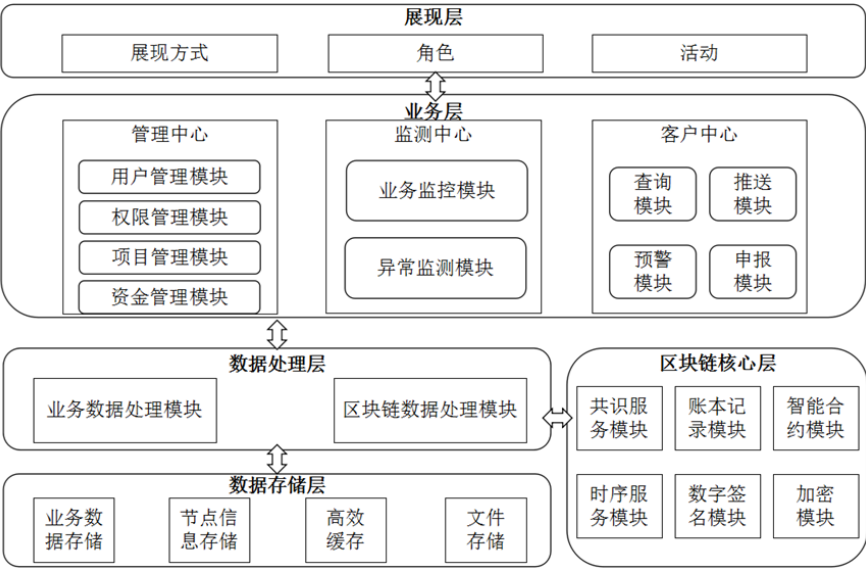 展现层
展现方式
角色
活动
业务层
管理中心
用户管理模块
权限管理模块
项目管理模块
资金管理模块
监测中心
业务监控模块
异常监测模块
客户中心
查询
模块
推送
模块
预警
模块
申报
模块
数据处理层
业务数据处理模块
区块链数据处理模块
区块链核心层
共识服
务模块
账本记
录模块
智能合
约模块
时序服
务模块
数字签
名模块
加密
模块
数据存储层
业务数
据存储
节点信
息存储
高效
缓存
文件
存储